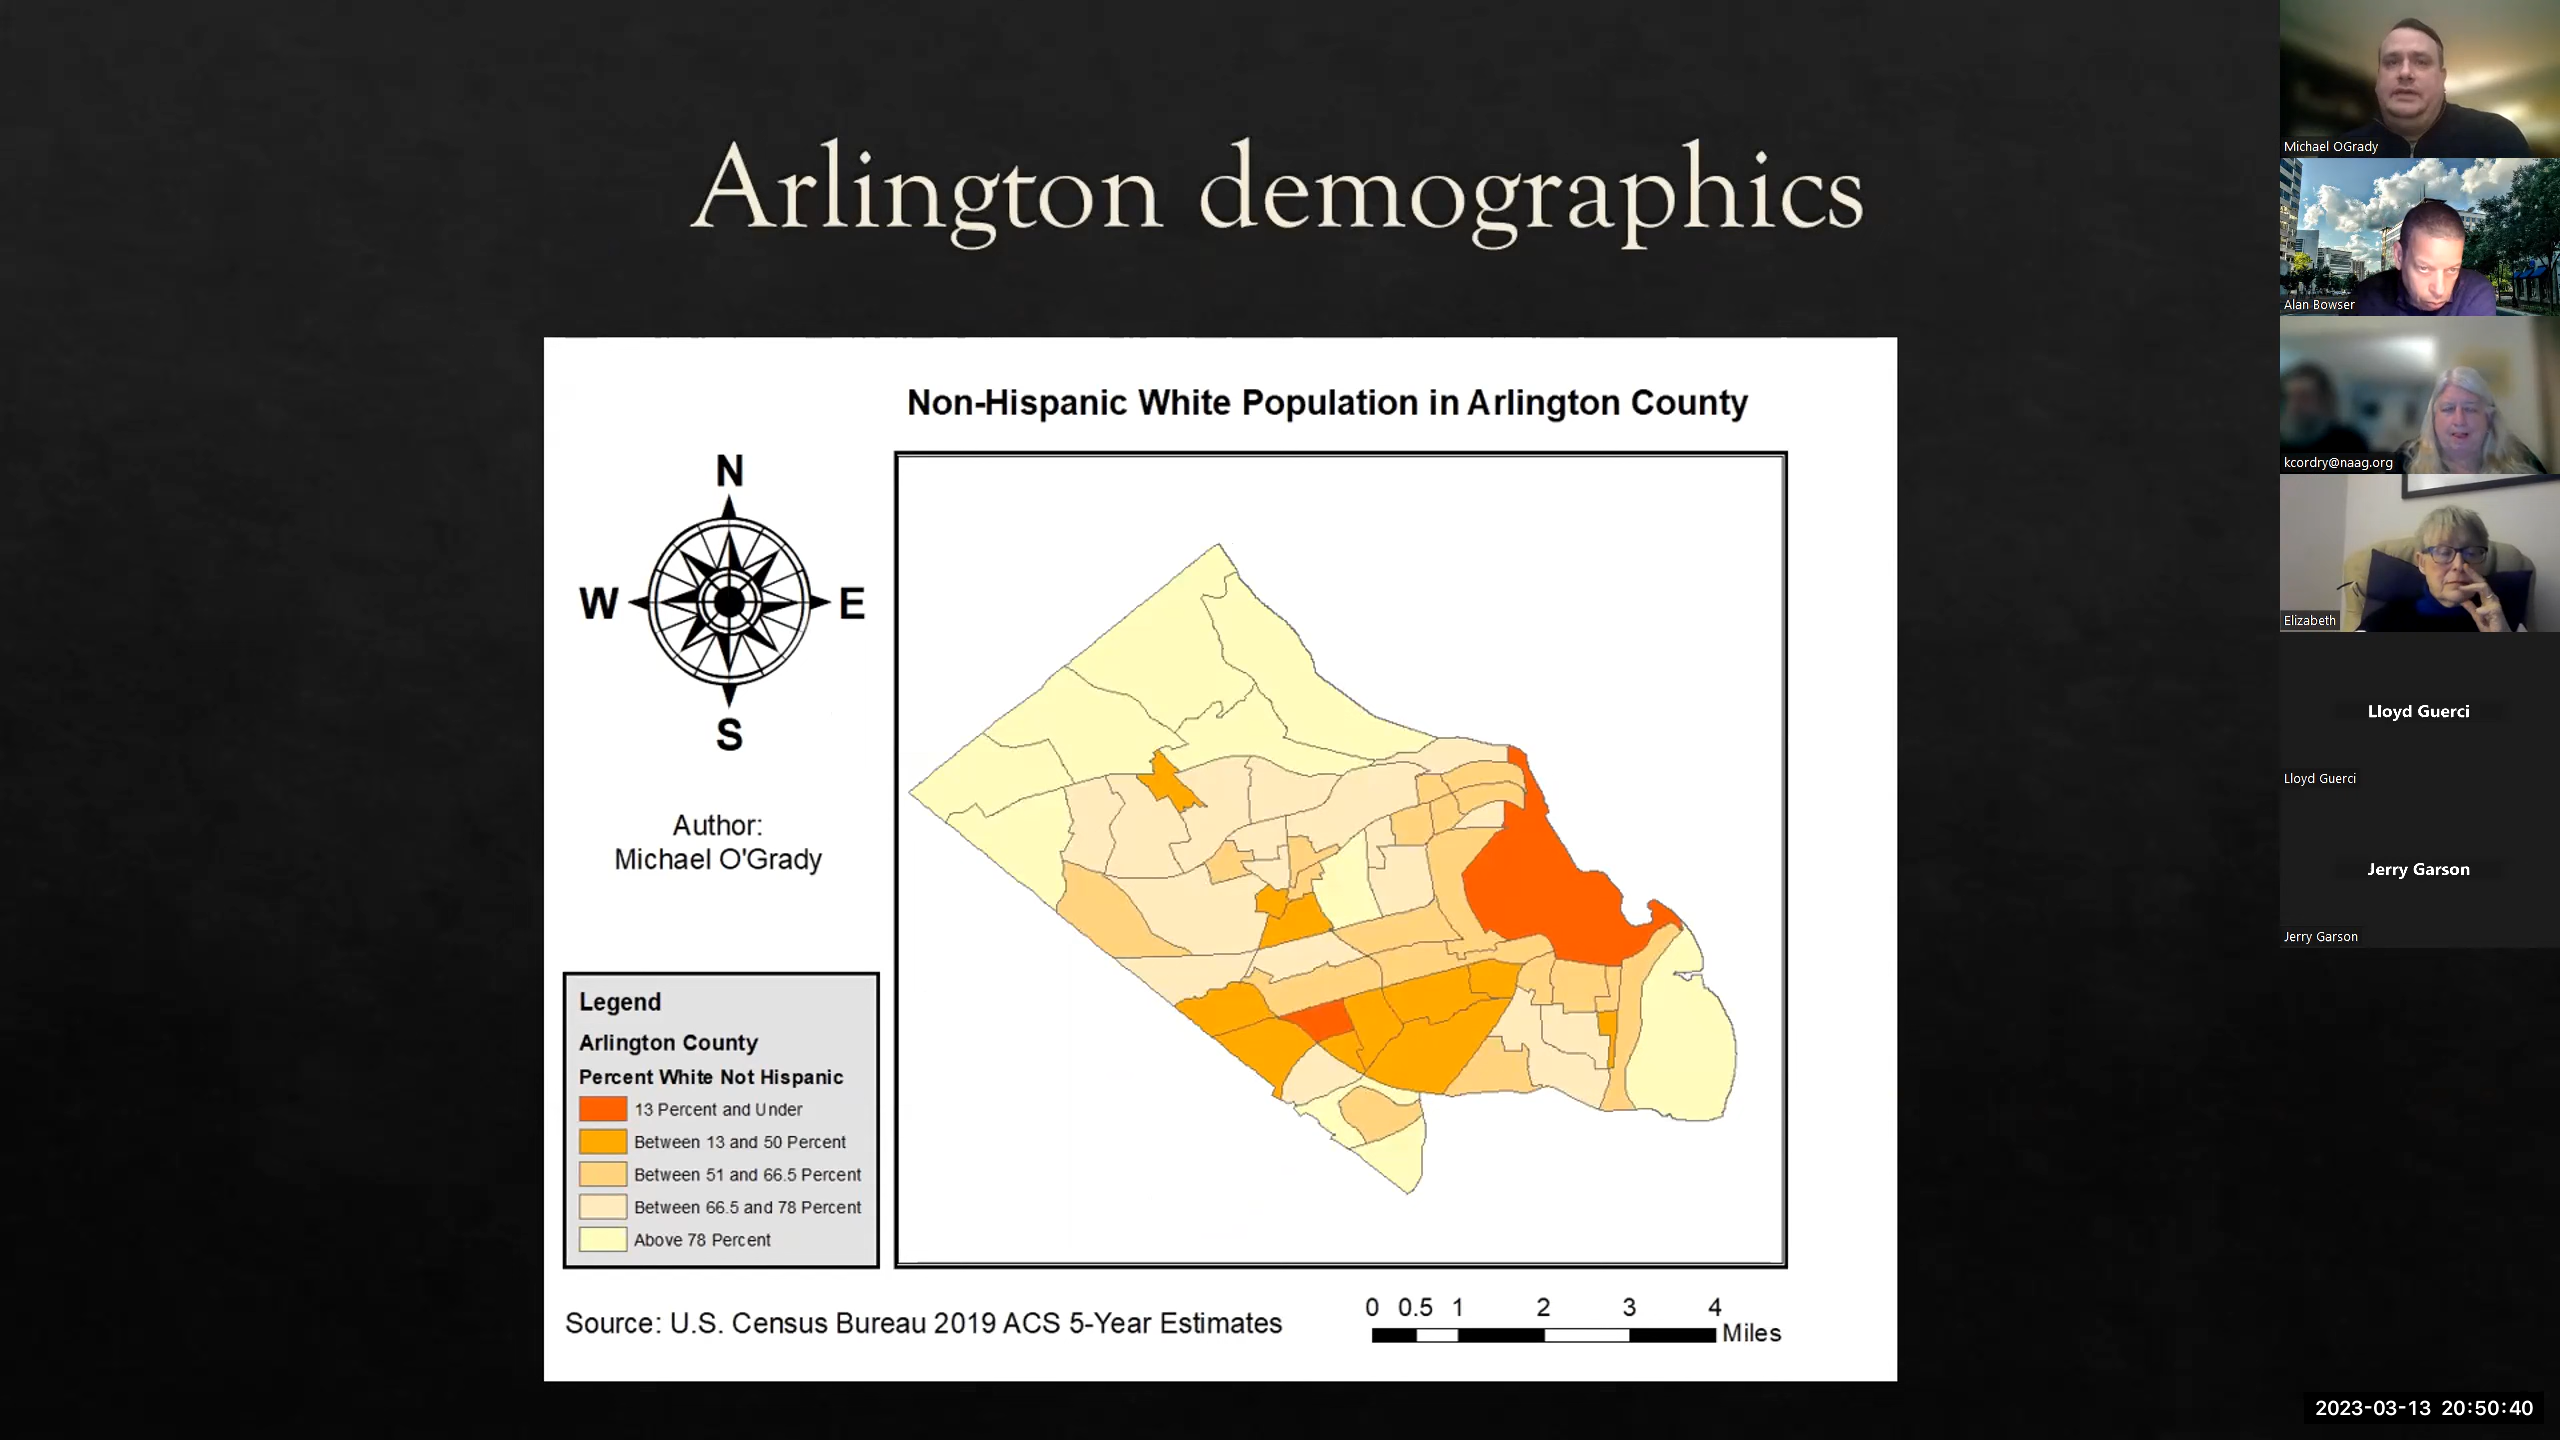 Arlington demographics
Non-Hispanic White Population in Arlington County
N
W
E
S
Author:
Michael O'Grady
Legend
Arlington County
Percent White Not Hispanic
13 Percent and Under
Between 13 and 50 Percent
Between 51 and 66.5 Percent
Between 66.5 and 78 Percent
Above 78 Percent
Source: U.S. Census Bureau 2019 ACS 5-Year Estimates
0 0.5 1 2 3 4
Miles
Michael OGrady
Alan Bowser
kcordry@naag.org
Elizabeth
Lloyd Guerci
Lloyd Guerci
Jerry Garson
Jerry Garson
2023-03-13 20:50:40